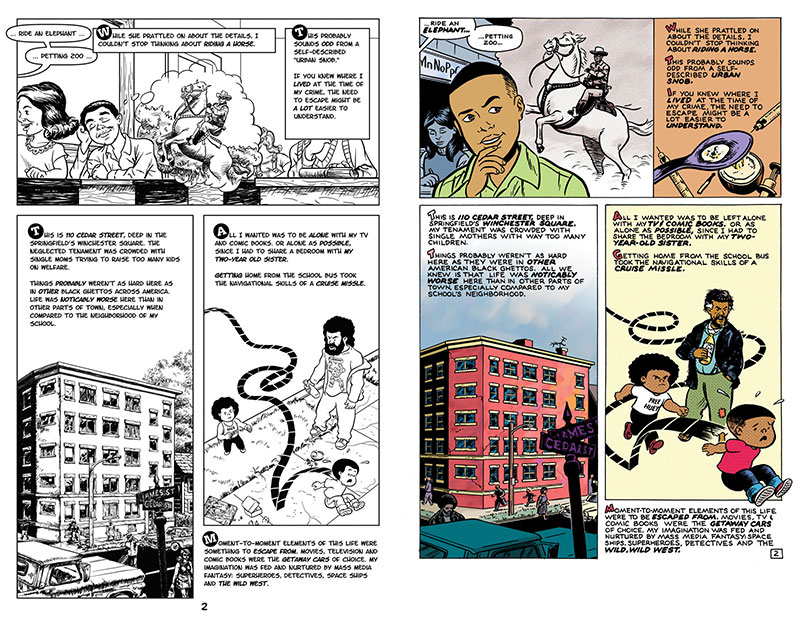 ... RIDE AN ELEPHANT ...
... PETTING ZOO ...
WHILE SHE PRATTLED ON ABOUT THE DETAILS, I
COULDN'T STOP THINKING ABOUT RIDING A HORSE.
THIS PROBABLY
SOUNDS ODD FROM A
SELF-DESCRIBED
"URBAN SNOB."
IF YOU KNEW WHERE I
LIVED AT THE TIME OF
MY CRIME, THE NEED
TO ESCAPE MIGHT BE
A LOT EASIER TO
UNDERSTAND.
THIS IS 110 CEDAR STREET, DEEP IN THE
SPRINGFIELD'S WINCHESTER SQUARE. THE
NEGLECTED TENAMENT WAS CROWDED WITH
SINGLE MOMS TRYING TO RAISE TOO MANY KIDS
ON WELFARE.
THINGS PROBABLY WEREN'T AS HARD HERE AS
IN OTHER BLACK GHETTOS ACROSS AMERICA.
LIFE WAS NOTICABLY WORSE HERE THAN IN
OTHER PARTS OF TOWN, ESPECIALLY WHEN
COMPARED TO THE NEIGHBORHOOD OF MY
SCHOOL.
JAMES ST
ALL I WANTED WAS TO BE ALONE WITH MY TV
AND COMIC BOOKS, OR ALONE AS POSSIBLE,
SINCE I HAD TO SHARE A BEDROOM WITH MY
TWO-YEAR OLD SISTER.
GETTING HOME FROM THE SCHOOL BUS TOOK
THE NAVIGATIONAL SKILLS OF A CRUISE MISSLE.
MOMENT-TO-MOMENT ELEMENTS OF THIS LIFE WERE
SOMETHING TO ESCAPE FROM. MOVIES, TELEVISION AND
COMIC BOOKS WERE THE GETAWAY CARS OF CHOICE. MY
IMAGINATION WAS FED AND NURTURED BY MASS MEDIA
FANTASY: SUPERHEROES, DETECTIVES, SPACE SHIPS
AND THE WILD WEST.
2
...RIDE AN
ELEPHANT...
...PETTING
ZOO...
MnNoPp
WHILE SHE PRATTLED ON
ABOUT THE DETAILS, I
COULDN'T STOP THINKING
ABOUT RIDING A HORSE.
THIS PROBABLY SOUNDS
ODD FROM A SELF-
DESCRIBED URBAN
SNOB.
IF YOU KNEW WHERE I
LIVED AT THE TIME OF
MY CRIME, THE NEED TO
ESCAPE MIGHT BE A
LOT EASIER TO
UNDERSTAND.
THIS IS 110 CEDAR STREET, DEEP IN
SPRINGFIELD'S WINCHESTER SQUARE.
MY TENAMENT WAS CROWDED WITH
SINGLE MOTHERS WITH WAY TOO MANY
CHILDREN.
THINGS PROBABLY WEREN'T AS HARD
HERE AS THEY WERE IN OTHER
AMERICAN BLACK GHETTOS. ALL WE
KNEW IS THAT LIFE WAS NOTICABLY
WORSE HERE THAN IN OTHER PARTS OF
TOWN, ESPECIALLY COMPARED TO MY
SCHOOL'S NEIGHBORHOOD.
JAMES
CEDAR ST
ALL I WANTED WAS TO BE LEFT ALONE
WITH MY TV & COMIC BOOKS, OR AS
ALONE AS POSSIBLE, SINCE I HAD TO
SHARE THE BEDROOM WITH MY TWO-
YEAR-OLD SISTER.
GETTING HOME FROM THE SCHOOL BUS
TOOK THE NAVIGATIONAL SKILLS OF A
CRUISE MISSLE.
FREE
HUEY
MOMENT-TO-MOMENT ELEMENTS OF THIS LIFE
WERE TO BE ESCAPED FROM. MOVIES, TV &
COMIC BOOKS WERE THE GETAWAY CARS
OF CHOICE. MY IMAGINATION WAS FED AND
NURTURED BY MASS MEDIA FANTASY: SPACE
SHIPS, SUPERHEROES, DETECTIVES AND THE
WILD, WILD WEST.
2